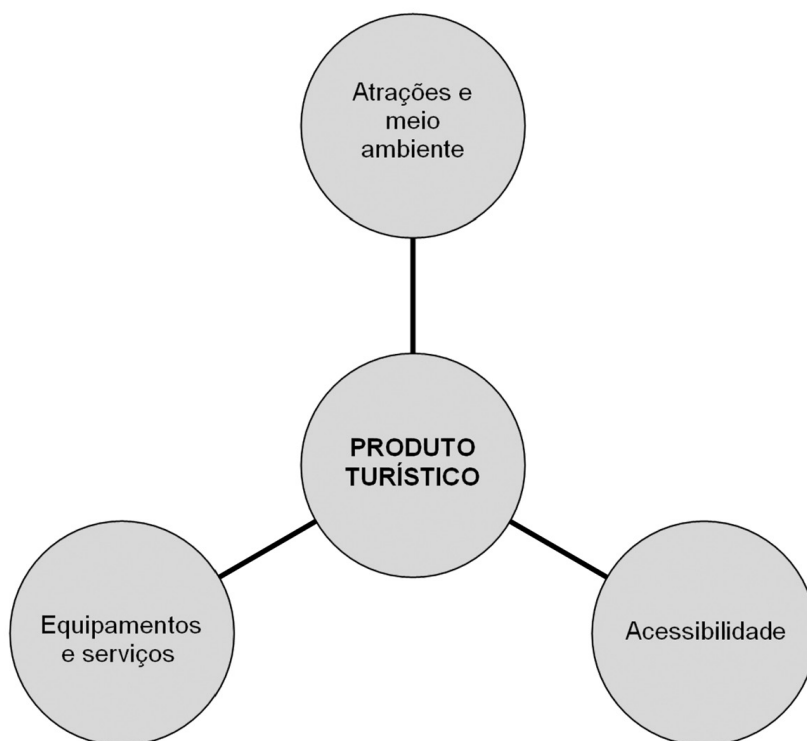 Atrações e
meio
ambiente
PRODUTO
TURÍSTICO
Equipamentos
e serviços
Acessibilidade